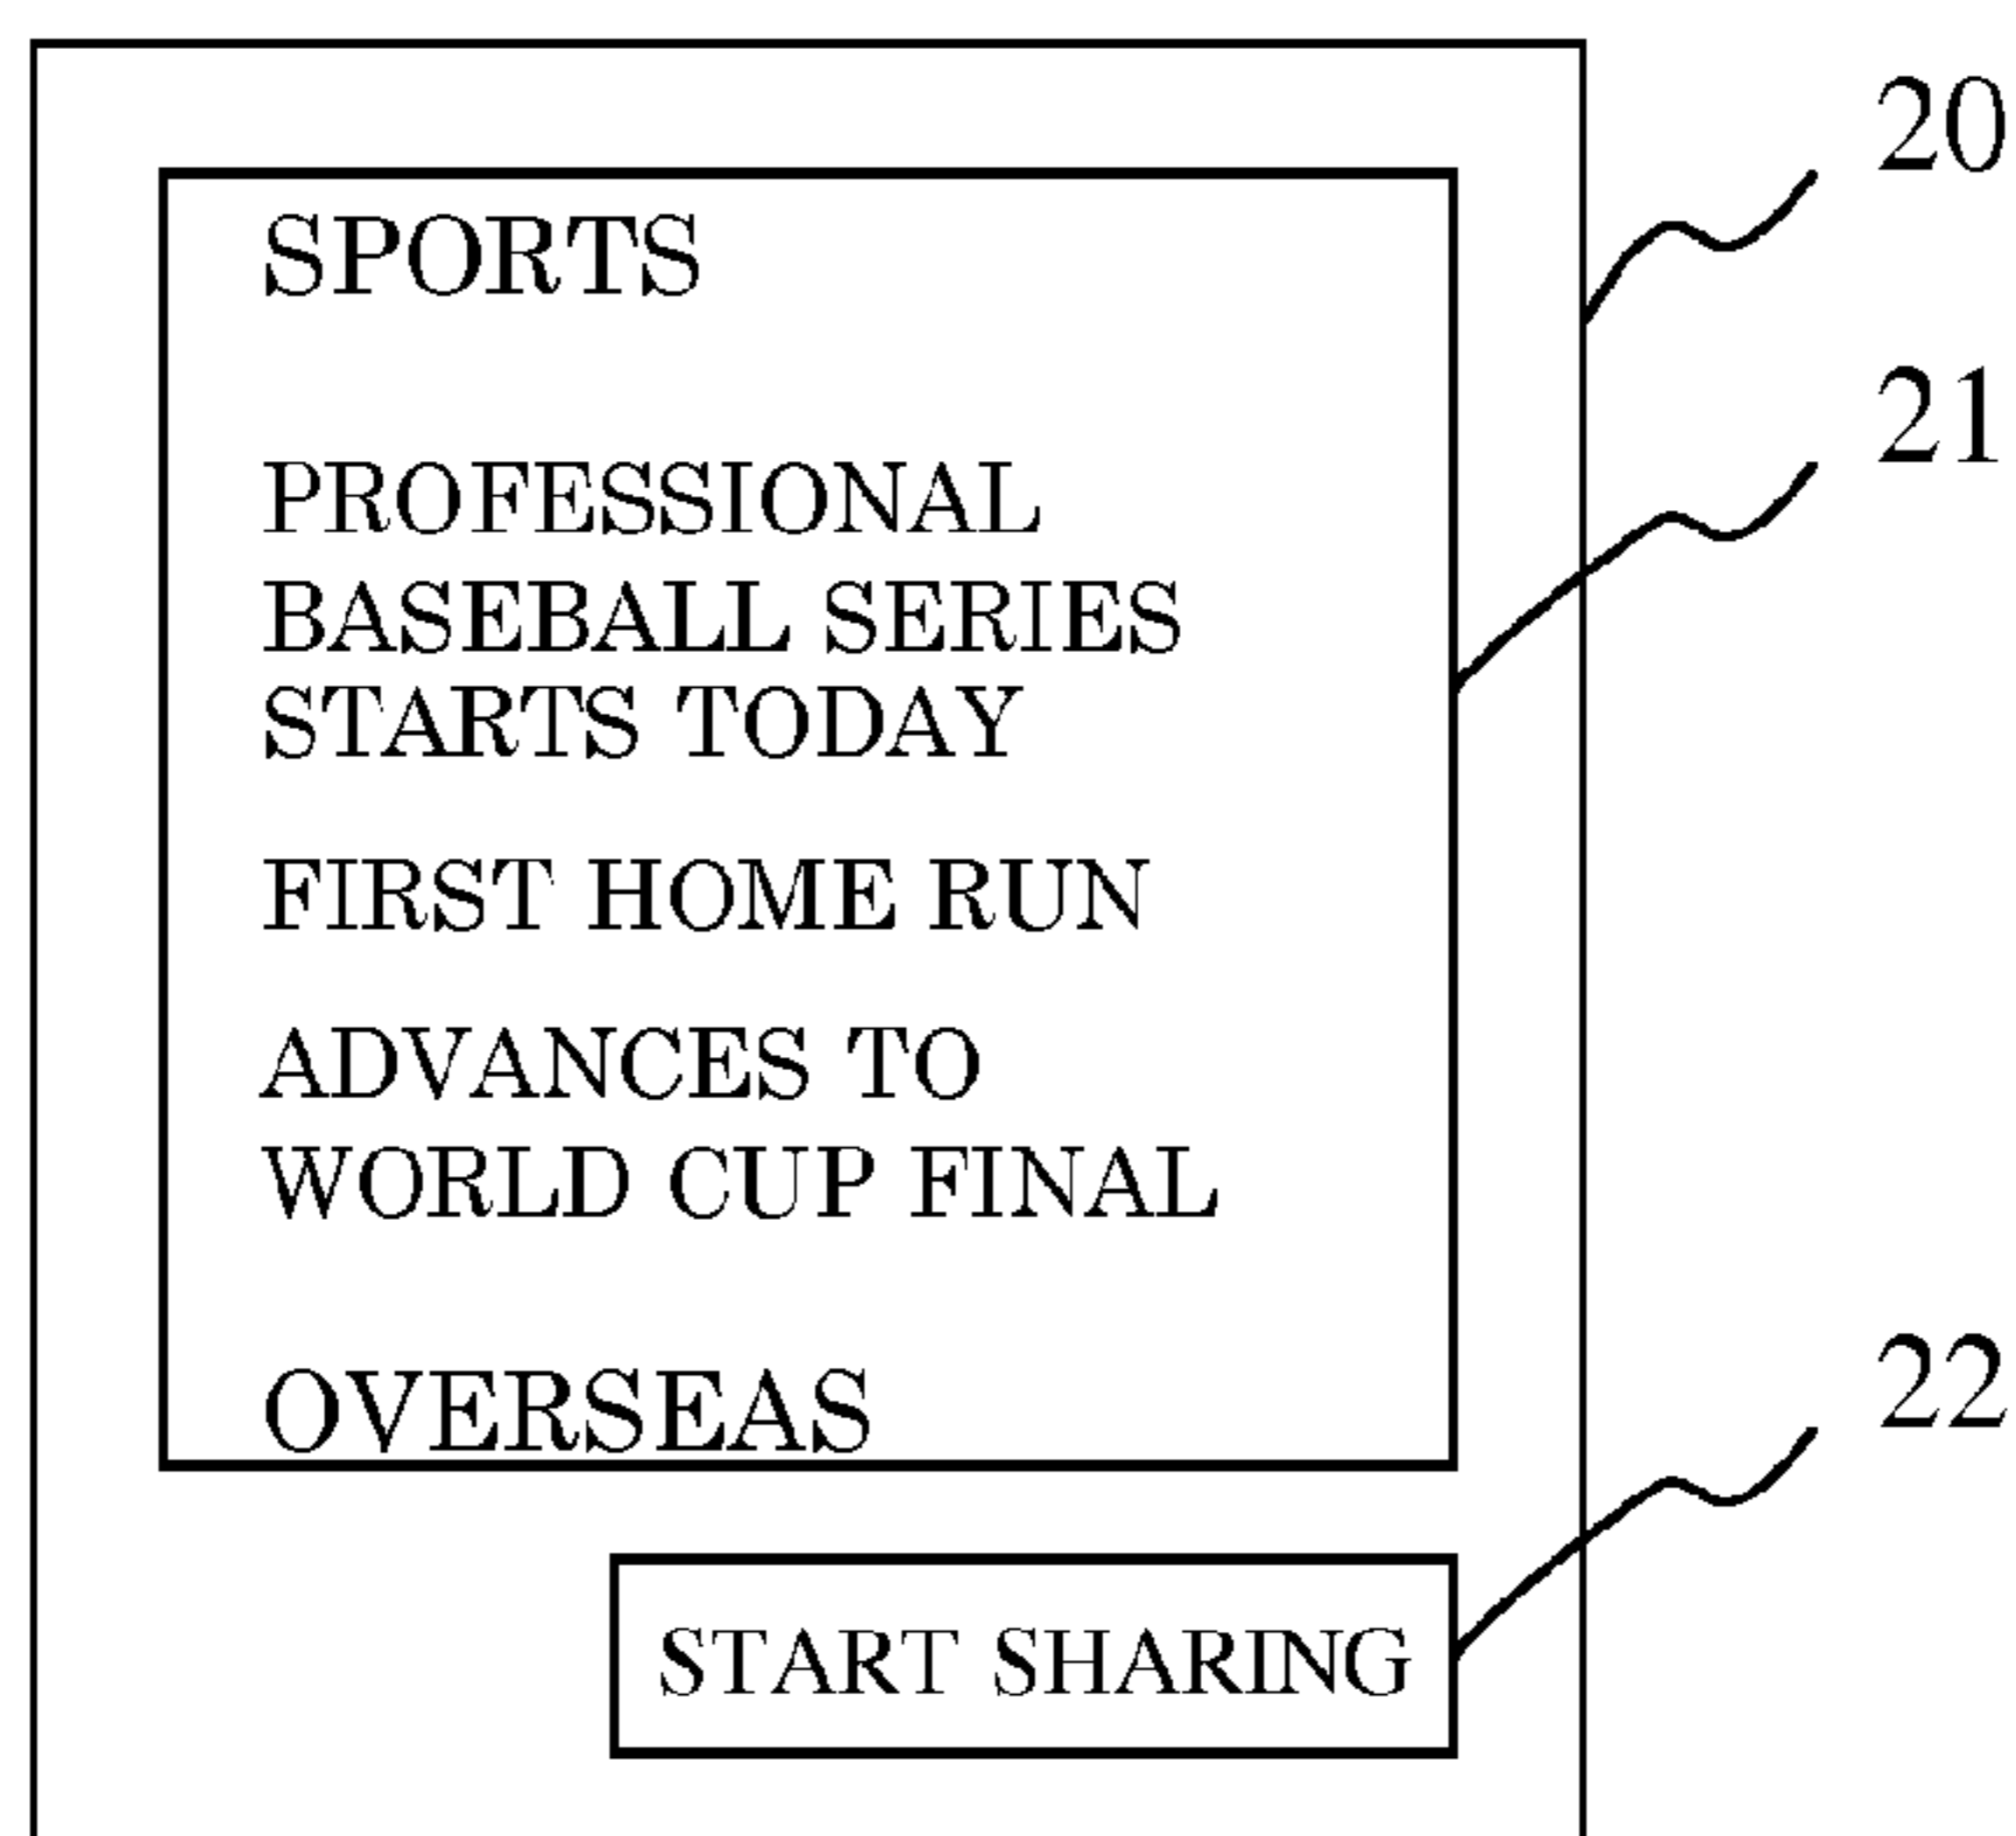 20
SPORTS
21
PROFESSIONAL
BASEBALL SERIES
STARTS TODAY
FIRST HOME RUN
ADVANCES TO
WORLD CUP FINAL
OVERSEAS
22
START SHARING